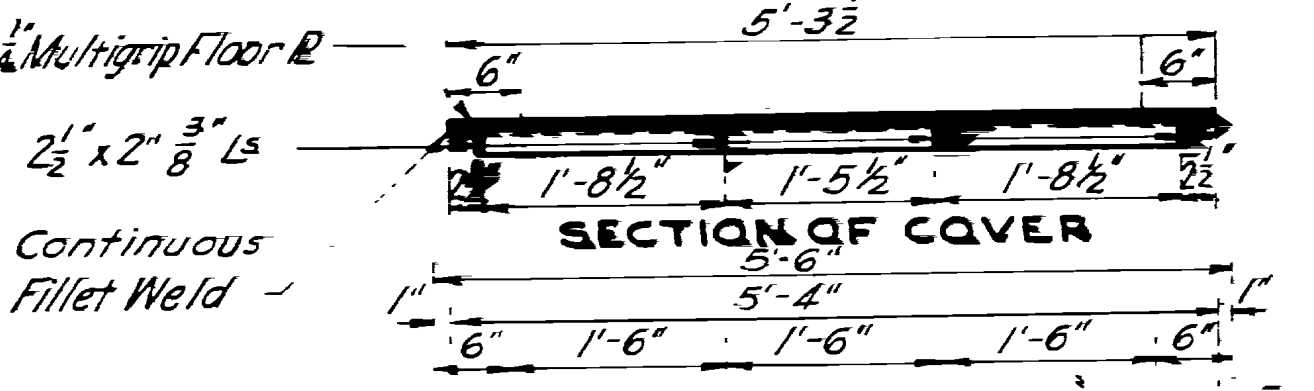 5'-3½
¼" Multigrip Floor PL
6" 6"
2½" x 2" ⅜" Ls
1'-8½" 1'-5½" 1'-8½" 2½"
SECTION OF COVER
Continuous
5'-6"
Fillet Weld
1" 5'-4" 1"
6" 1'-6" 1'-6" 1'-6" 6"